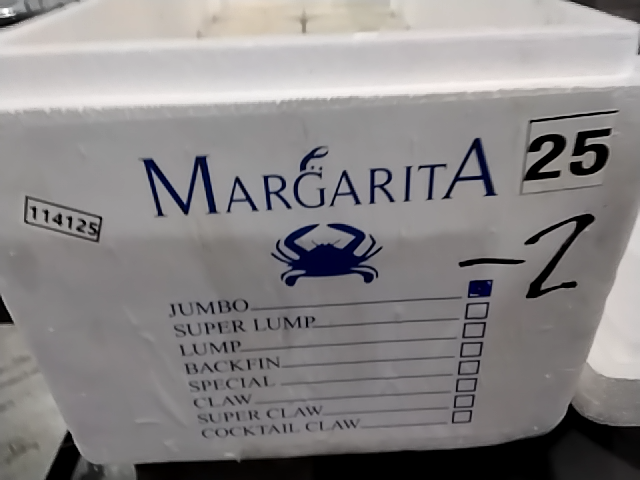 MARGARITA
25
114125
-2
JUMBO
SUPER LUMP
LUMP
BACKFIN
SPECIAL
CLAW
SUPER CLAW
COCKTAIL CLAW